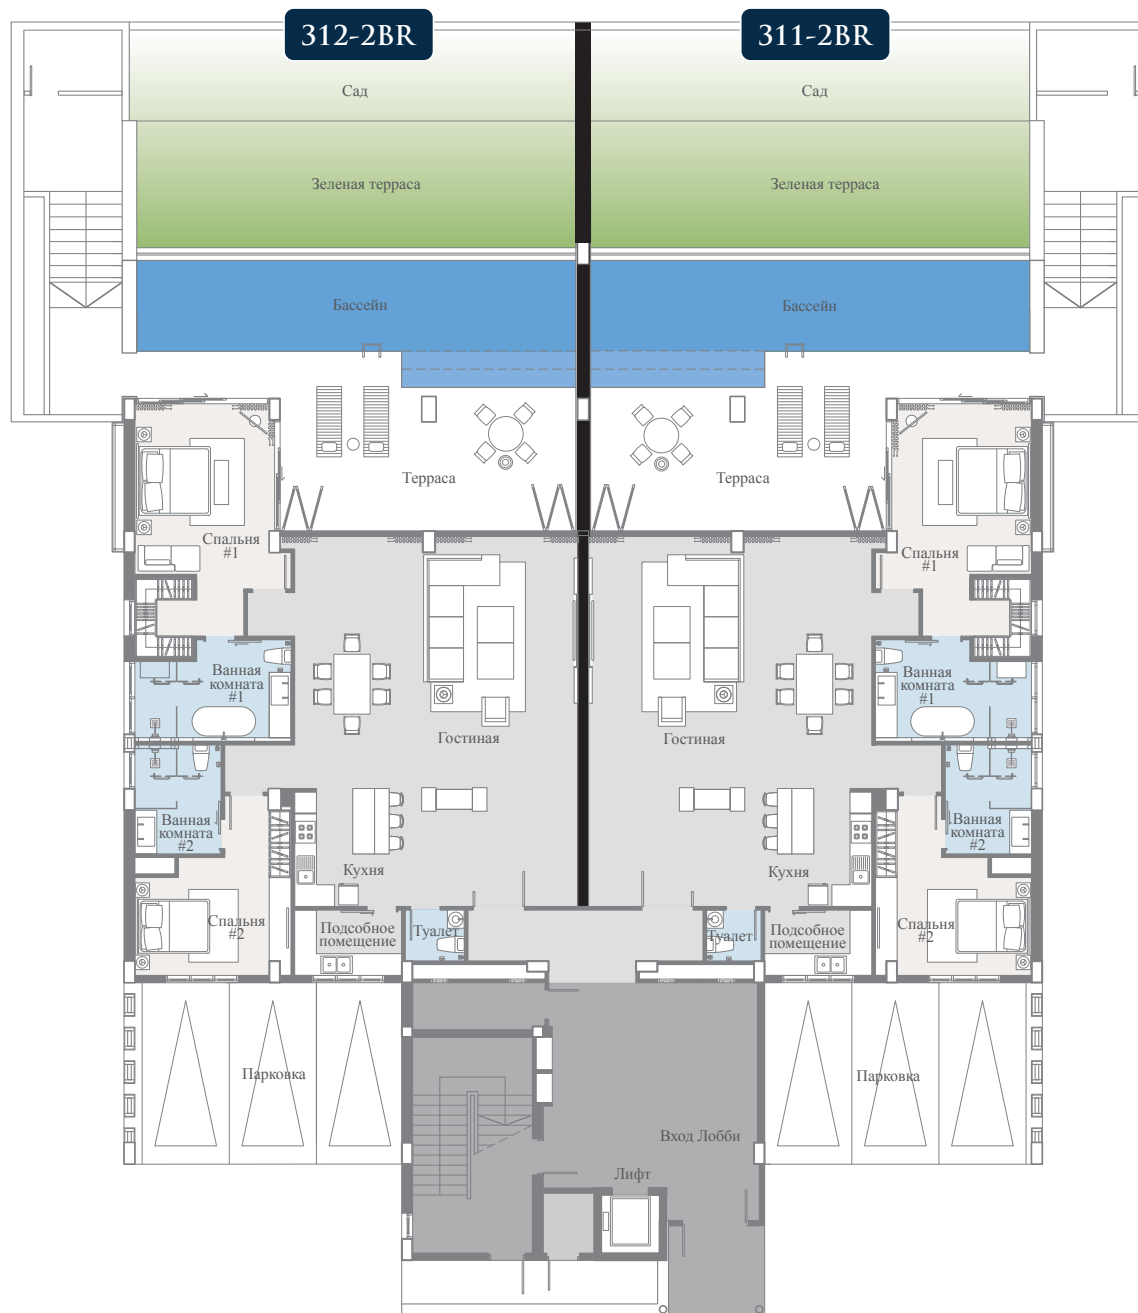 312-2BR
311-2BR
Сад
Сад
Зеленая терраса
Зеленая терраса
Бассейн
Бассейн
Терраса
Терраса
Спальня
#1
Спальня
#1
Ванная
комната
#1
Ванная
комната
#1
Гостиная
Гостиная
Ванная
комната
#2
Ванная
комната
#2
Кухня
Кухня
Спальня
#2
Подсобное
помещение
Туалет
Туалет
Подсобное
помещение
Спальня
#2
Парковка
Парковка
Вход Лобби
Лифт